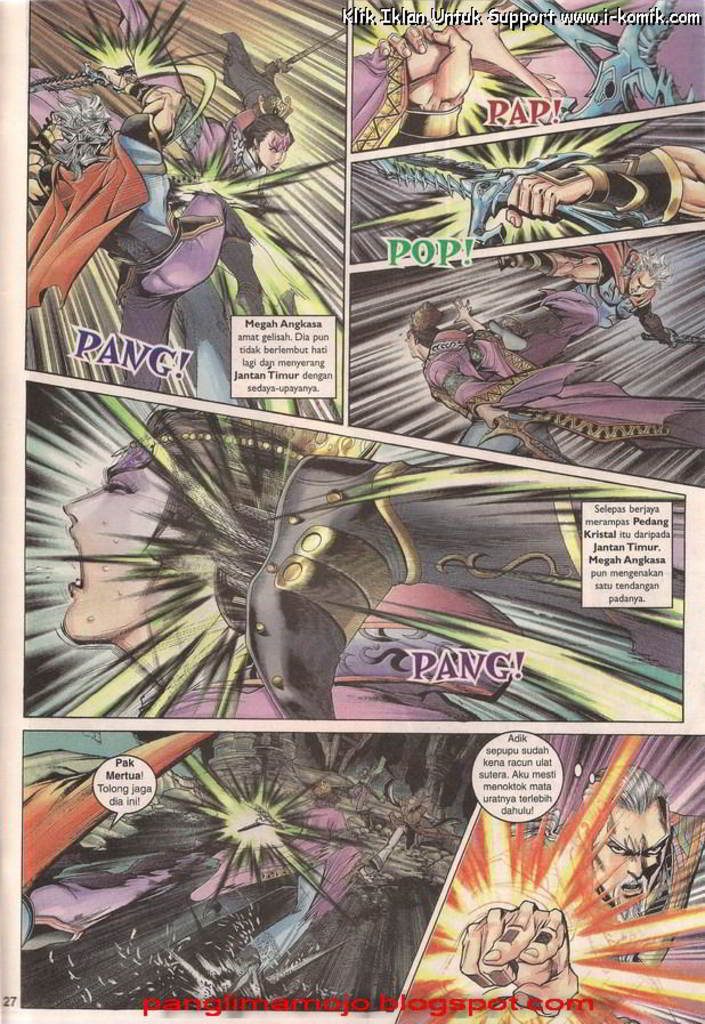 Klik Iklan Untuk Support www.i-komik.com
PAP!
POP!
Megah Angkasa
amat gelisah. Dia pun
tidak berlembut hati
lagi dan menyerang
Jantan Timur dengan
sedaya-upayanya.
PANG!
Selepas berjaya
merampas Pedang
Kristal itu daripada
Jantan Timur,
Megah Angkasa
pun mengenakan
satu tendangan
padanya.
PANG!
Pak
Mertua!
Tolong jaga
dia ini!
Adik
sepupu sudah
kena racun ulat
sutera. Aku mesti
menoktok mata
uratnya terlebih
dahulu!
27
panglimamojo.blogspot.com